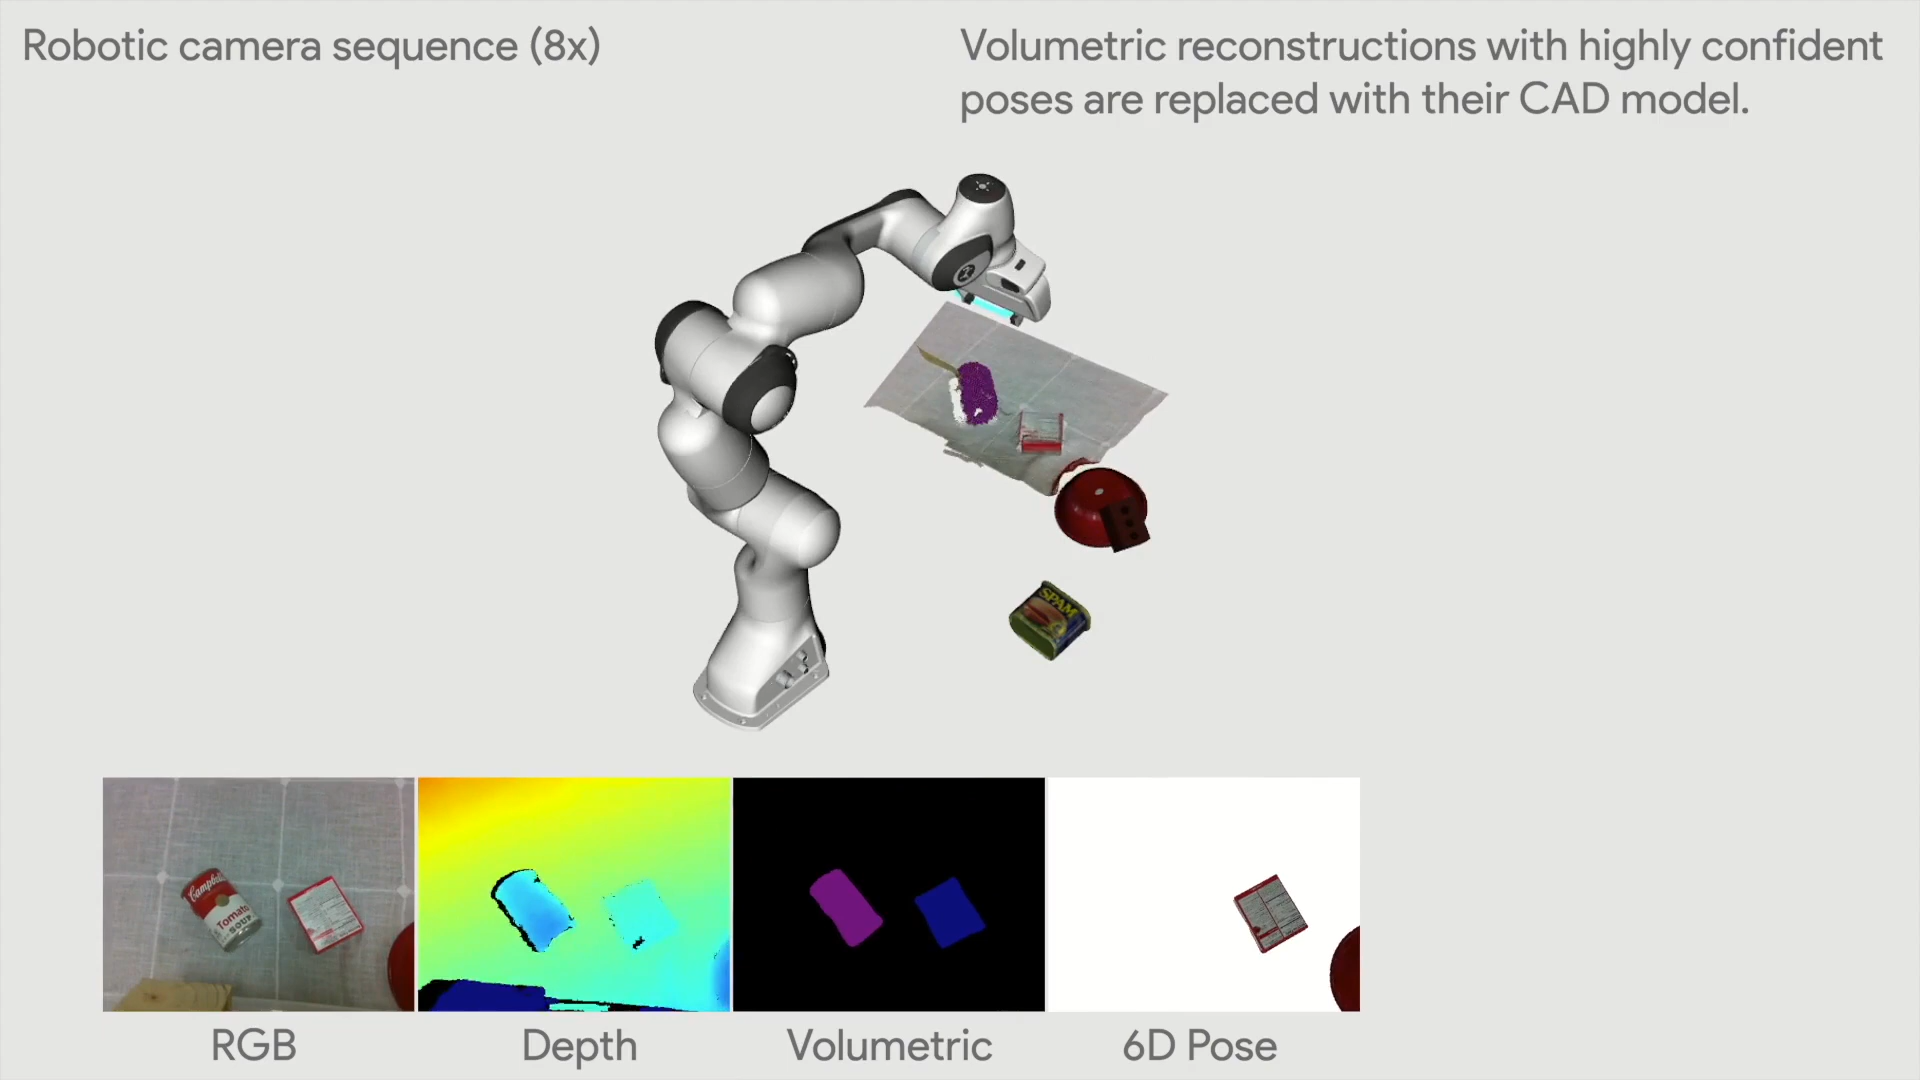 Robotic camera sequence (8x)
Volumetric reconstructions with highly confident
poses are replaced with their CAD model.
SPAM
Campbell's
Tomato
SOUP
RGB
Depth
Volumetric
6D Pose